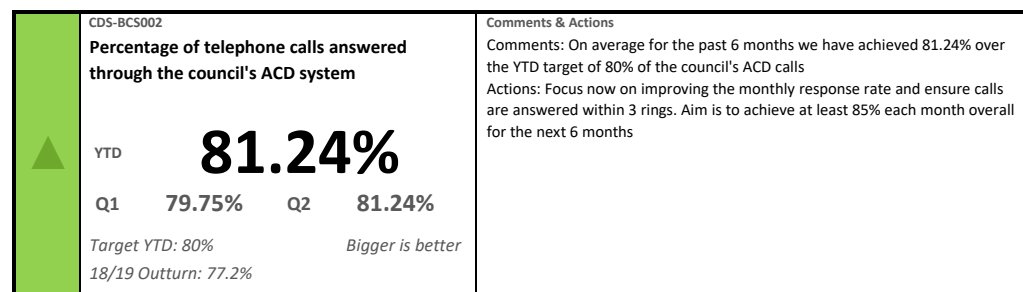 CDS-BCS002
Percentage of telephone calls answered
through the council's ACD system
YTD 81.24%
Q1 79.75% Q2 81.24%
Target YTD: 80% Bigger is better
18/19 Outturn: 77.2%
Comments & Actions
Comments: On average for the past 6 months we have achieved 81.24% over
the YTD target of 80% of the council's ACD calls
Actions: Focus now on improving the monthly response rate and ensure calls
are answered within 3 rings. Aim is to achieve at least 85% each month overall
for the next 6 months